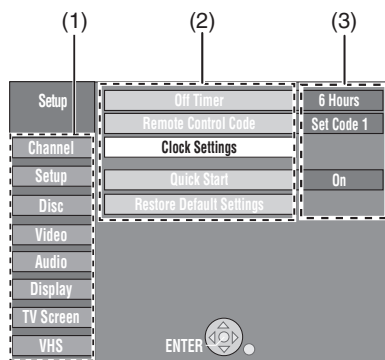 (1) (2) (3)
Setup
Off Timer 6 Hours
Remote Control Code Set Code 1
Channel Clock Settings
Setup Quick Start On
Disc Restore Default Settings
Video
Audio
Display
TV Screen
VHS
ENTER